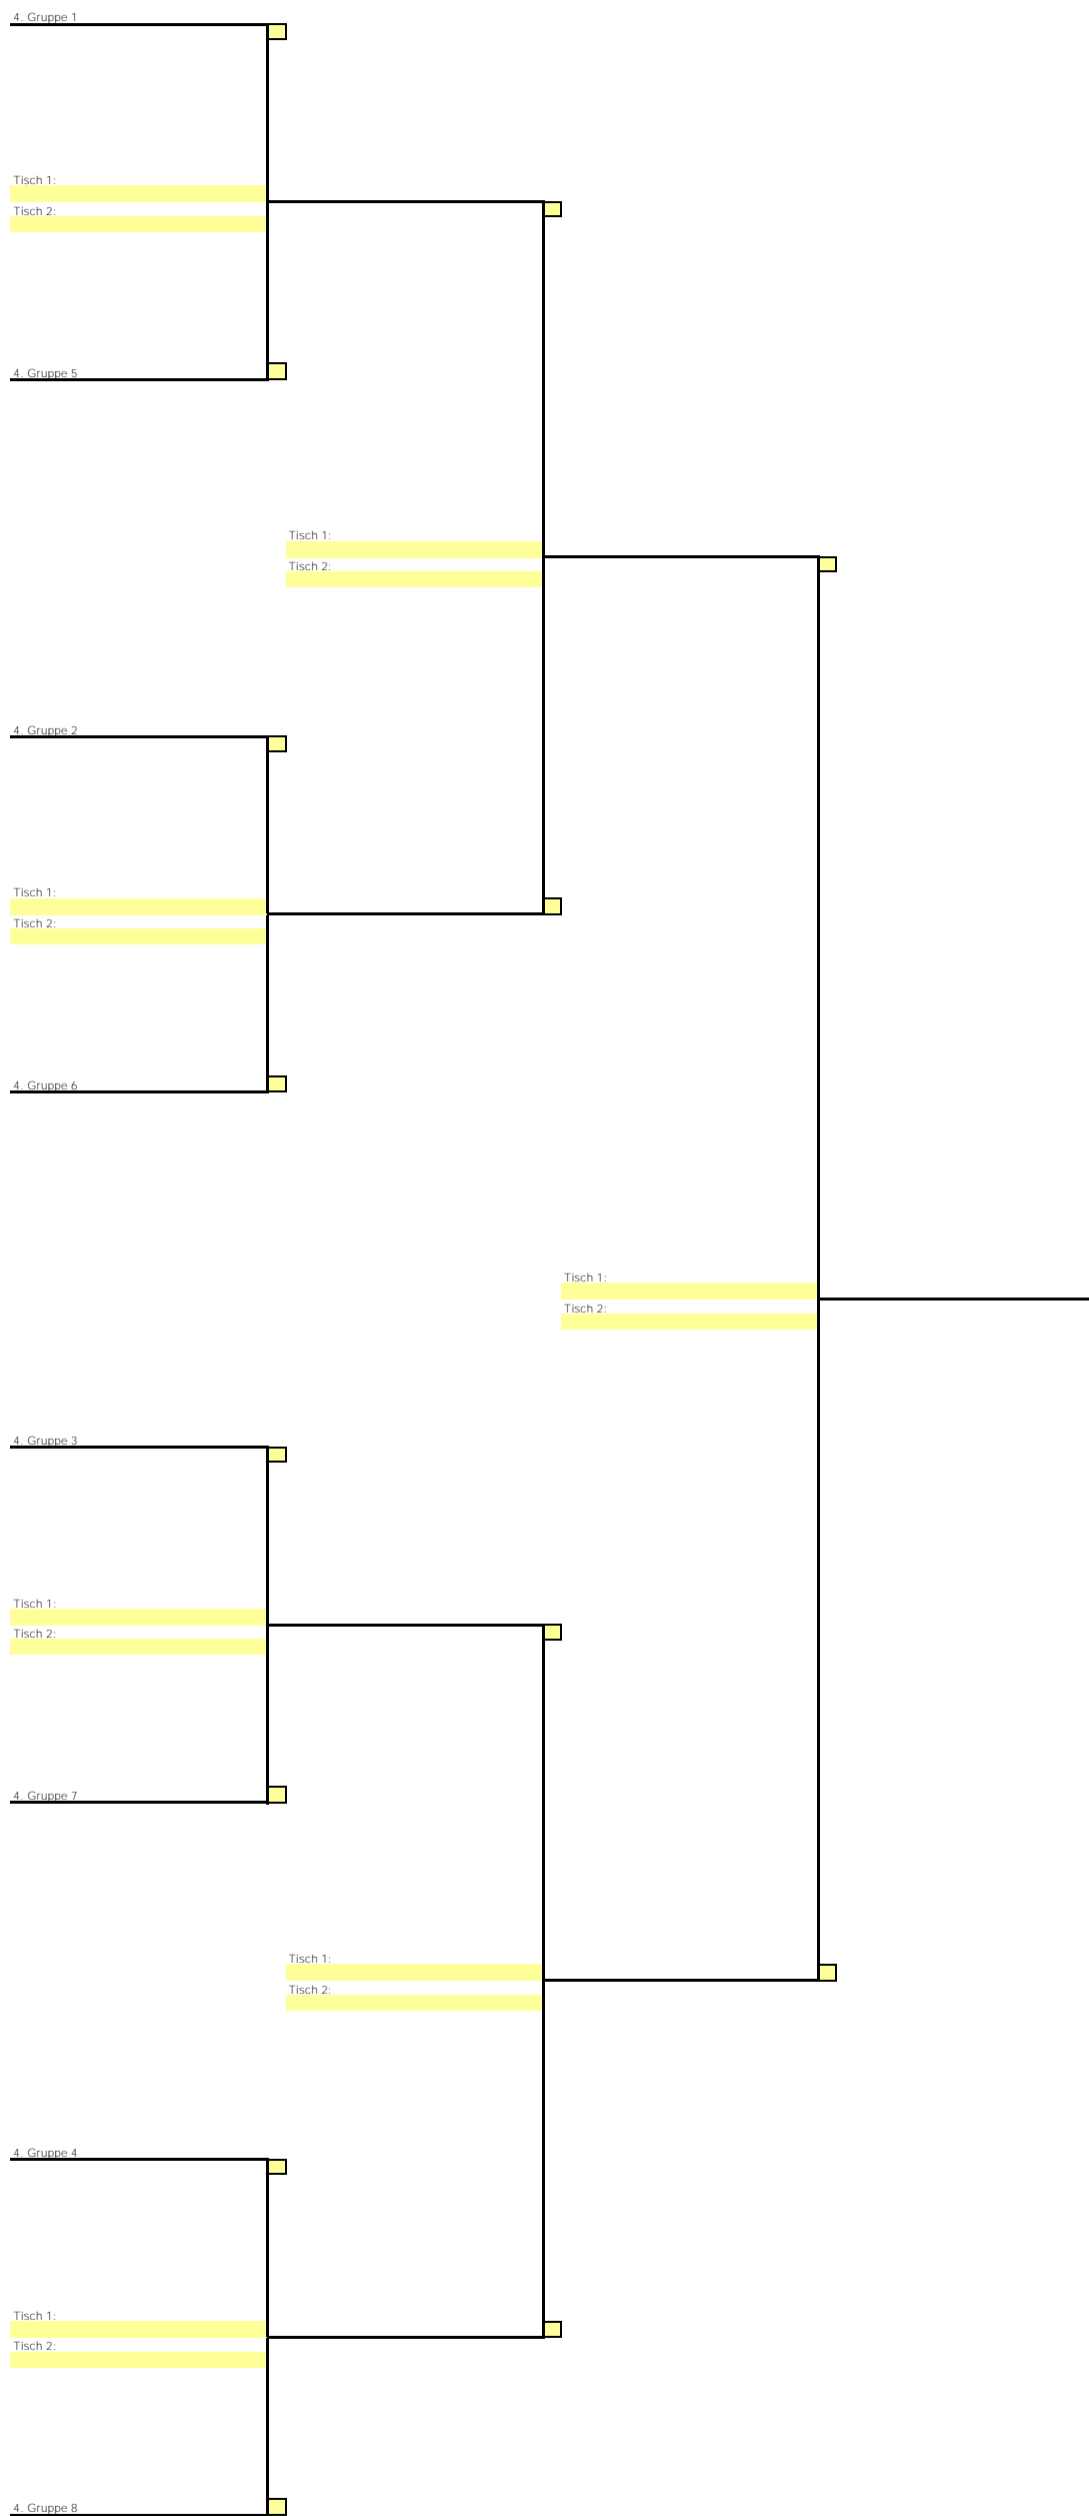 4. Gruppe 1
Tisch 1:
Tisch 2:
4. Gruppe 5
Tisch 1:
Tisch 2:
4. Gruppe 2
Tisch 1:
Tisch 2:
4. Gruppe 6
Tisch 1:
Tisch 2:
4. Gruppe 3
Tisch 1:
Tisch 2:
4. Gruppe 7
Tisch 1:
Tisch 2:
4. Gruppe 4
Tisch 1:
Tisch 2:
4. Gruppe 8